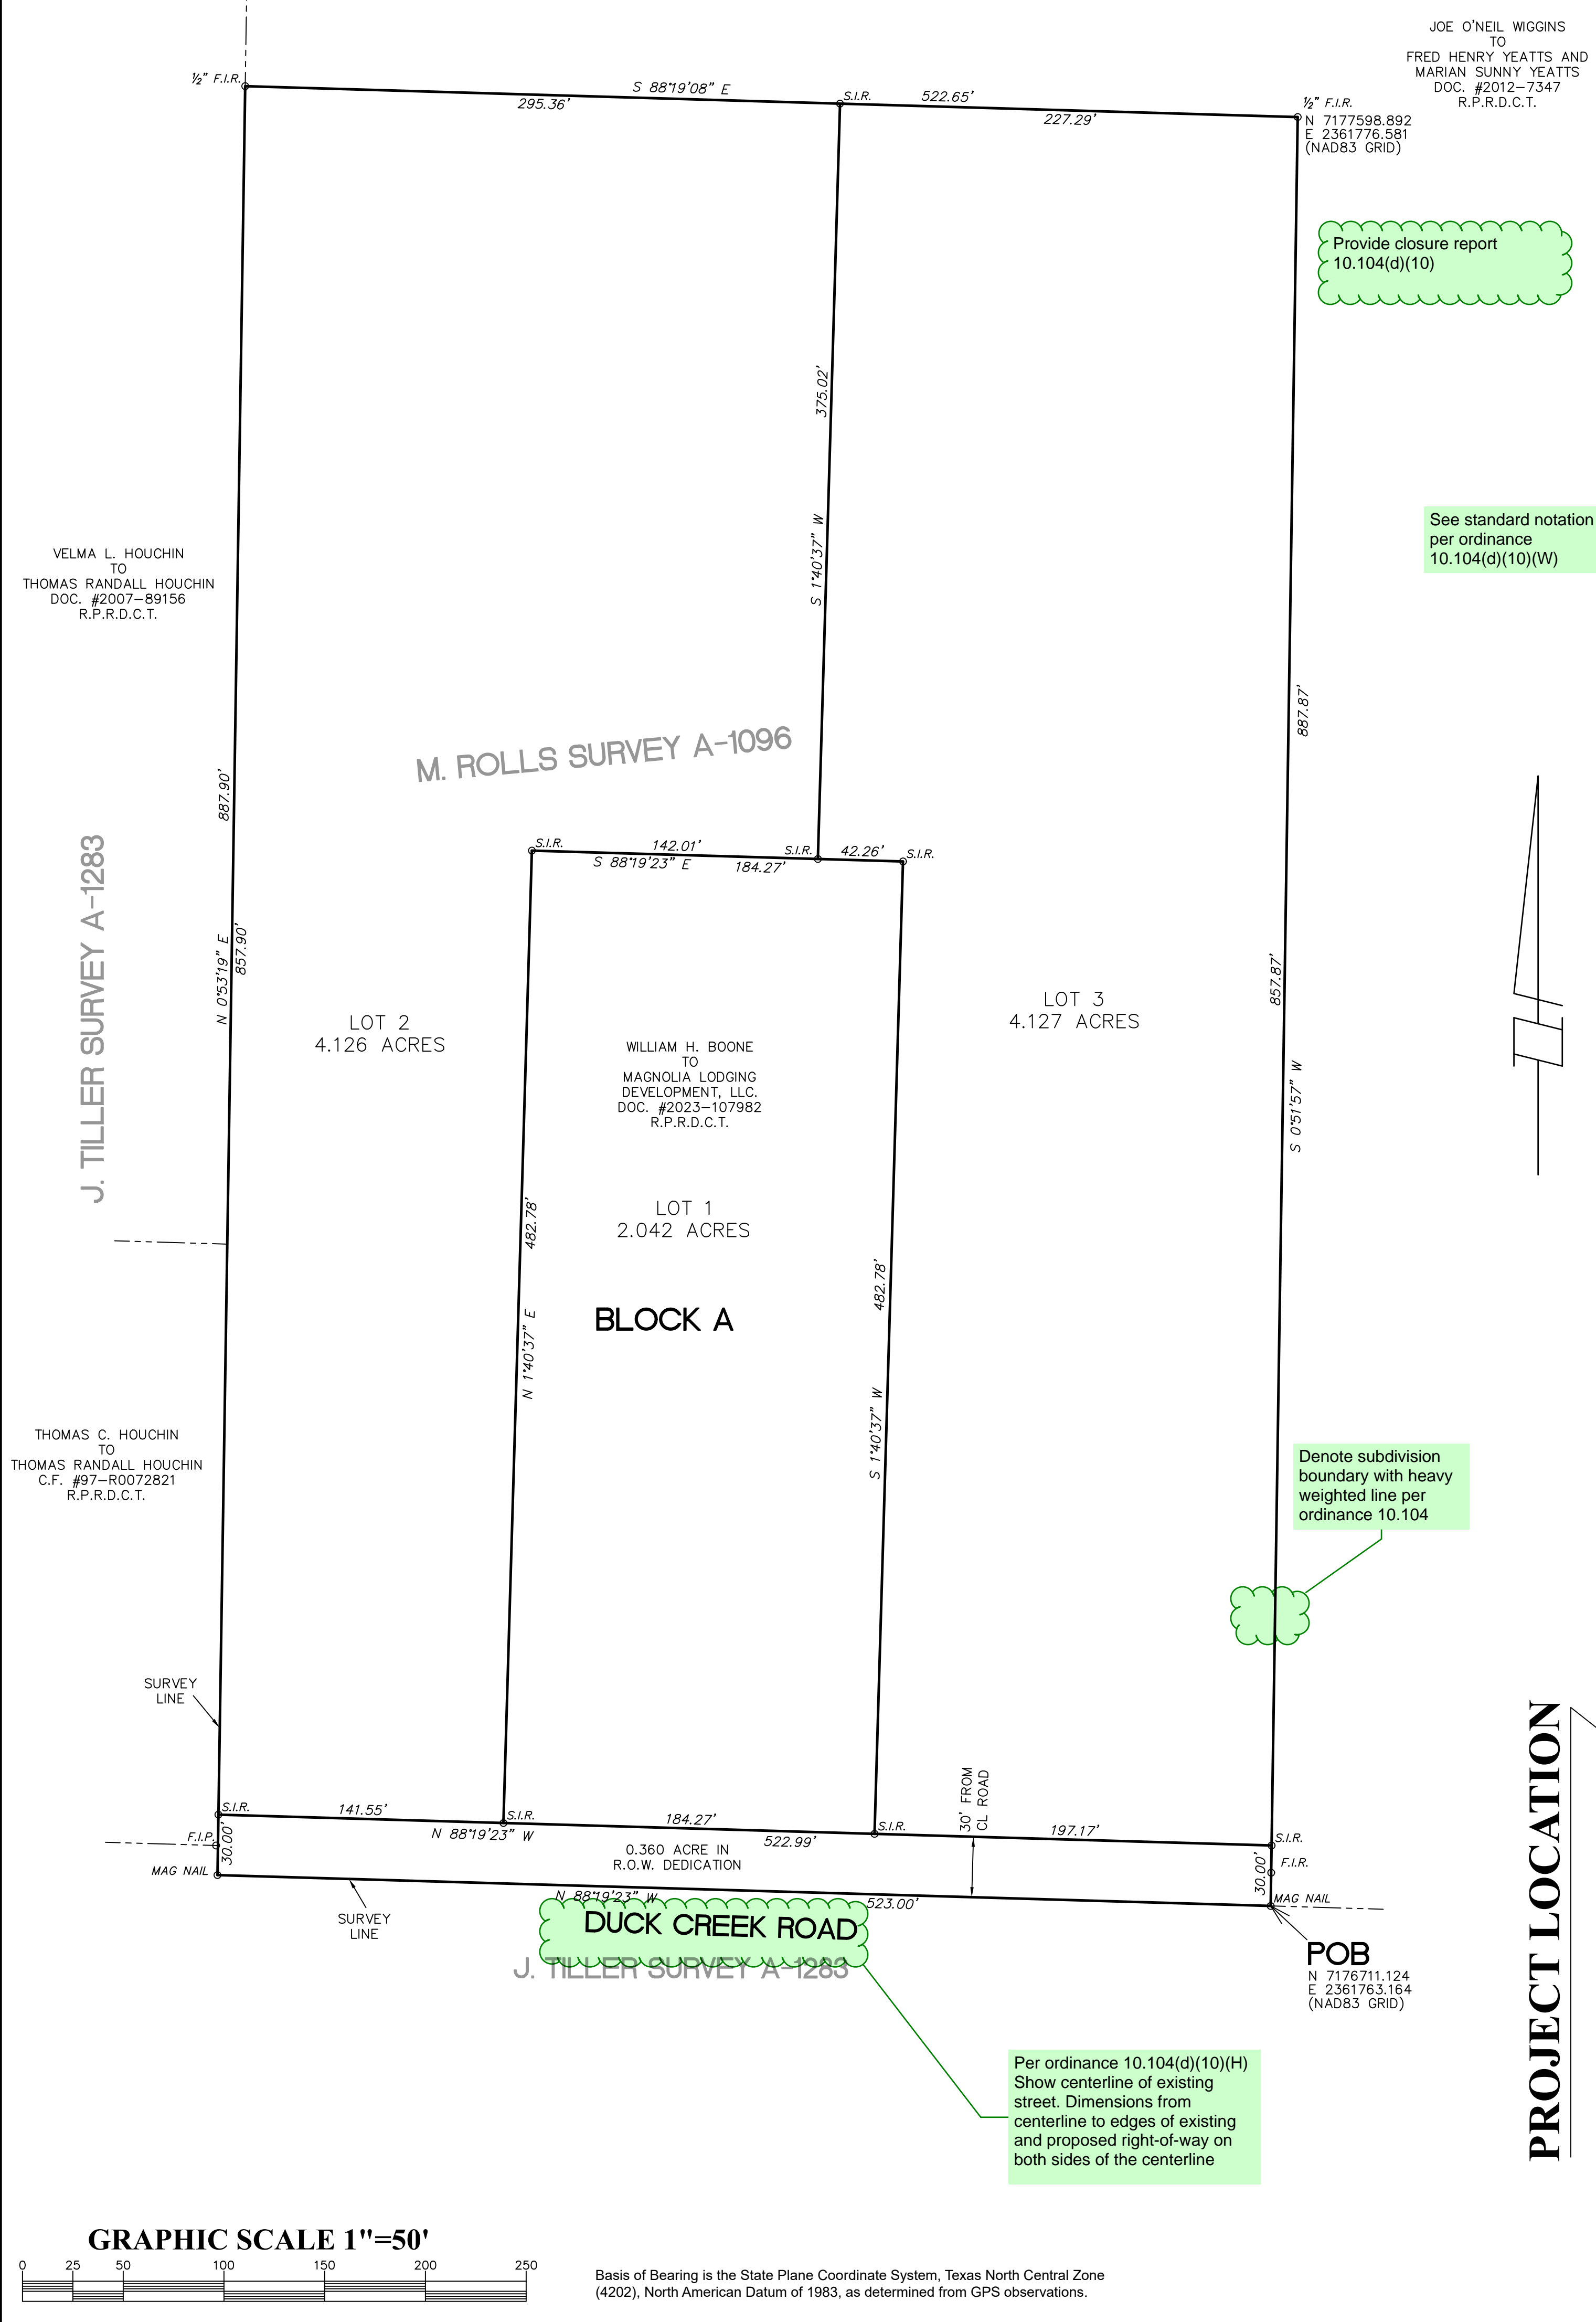 JOE O'NEIL WIGGINS
TO
FRED HENRY YEATTS AND
MARIAN SUNNY YEATTS
DOC. #2012-7347
R.P.R.D.C.T.
½" F.I.R.
S 88°19'08" E
295.36'
S.I.R.
522.65'
227.29'
½" F.I.R.
N 7177598.892
E 2361776.581
(NAD83 GRID)
Provide closure report
10.104(d)(10)
375.02'
S 1°40'37" W
See standard notation
per ordinance
10.104(d)(10)(W)
VELMA L. HOUCHIN
TO
THOMAS RANDALL HOUCHIN
DOC. #2007-89156
R.P.R.D.C.T.
887.87'
M. ROLLS SURVEY A-1096
887.90'
J. TILLER SURVEY A-1283
S.I.R.
142.01'
S.I.R.
42.26'
S.I.R.
S 88°19'23" E
184.27'
N 0°53'19" E
857.90'
857.87'
LOT 3
4.127 ACRES
LOT 2
4.126 ACRES
WILLIAM H. BOONE
TO
MAGNOLIA LODGING
DEVELOPMENT, LLC.
DOC. #2023-107982
R.P.R.D.C.T.
S 0°51'57" W
LOT 1
2.042 ACRES
482.78'
482.78'
BLOCK A
N 1°40'37" E
S 1°40'37" W
THOMAS C. HOUCHIN
TO
THOMAS RANDALL HOUCHIN
C.F. #97-R0072821
R.P.R.D.C.T.
Denote subdivision
boundary with heavy
weighted line per
ordinance 10.104
SURVEY
LINE
PROJECT LOCATION
S.I.R.
141.55'
S.I.R.
184.27'
S.I.R.
30' FROM
CL ROAD
197.17'
S.I.R.
N 88°19'23" W
522.99'
F.I.P.
30.00'
0.360 ACRE IN
R.O.W. DEDICATION
30.00'
F.I.R.
MAG NAIL
MAG NAIL
N 88°19'23" W
523.00'
SURVEY
LINE
DUCK CREEK ROAD
J. TILLER SURVEY A-1283
POB
N 7176711.124
E 2361763.164
(NAD83 GRID)
Per ordinance 10.104(d)(10)(H)
Show centerline of existing
street. Dimensions from
centerline to edges of existing
and proposed right-of-way on
both sides of the centerline
GRAPHIC SCALE 1"=50'
0 25 50 100 150 200 250
Basis of Bearing is the State Plane Coordinate System, Texas North Central Zone
(4202), North American Datum of 1983, as determined from GPS observations.